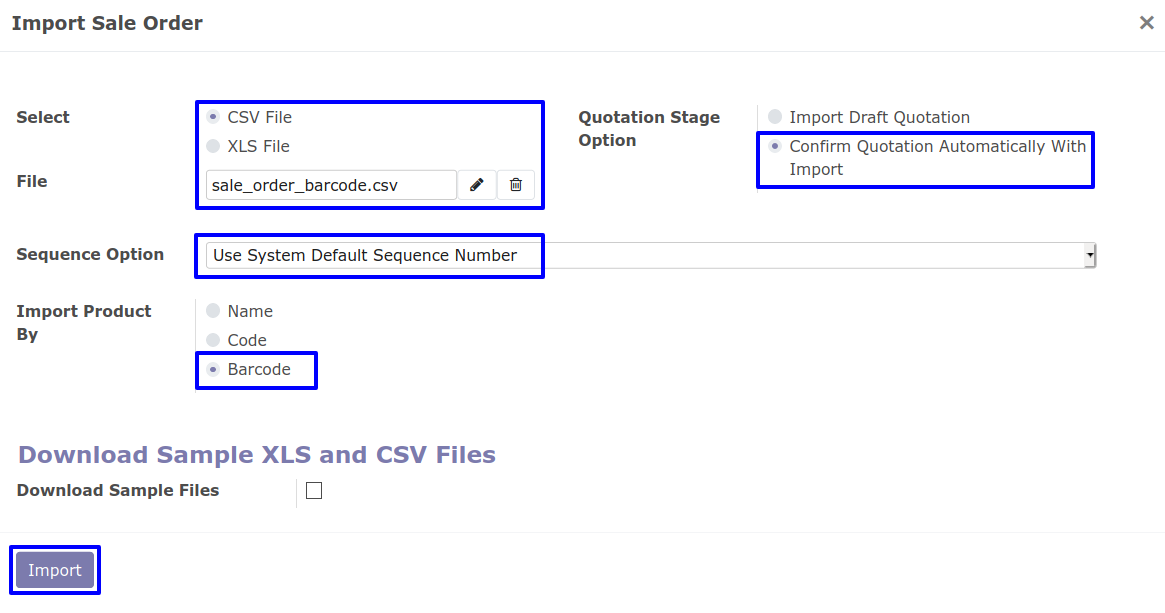 Import Sale Order
Select
CSV File
XLS File
File
sale_order_barcode.csv
Quotation Stage
Option
Import Draft Quotation
Confirm Quotation Automatically With
Import
Sequence Option
Use System Default Sequence Number
Import Product
By
Name
Code
Barcode
Download Sample XLS and CSV Files
Download Sample Files
Import